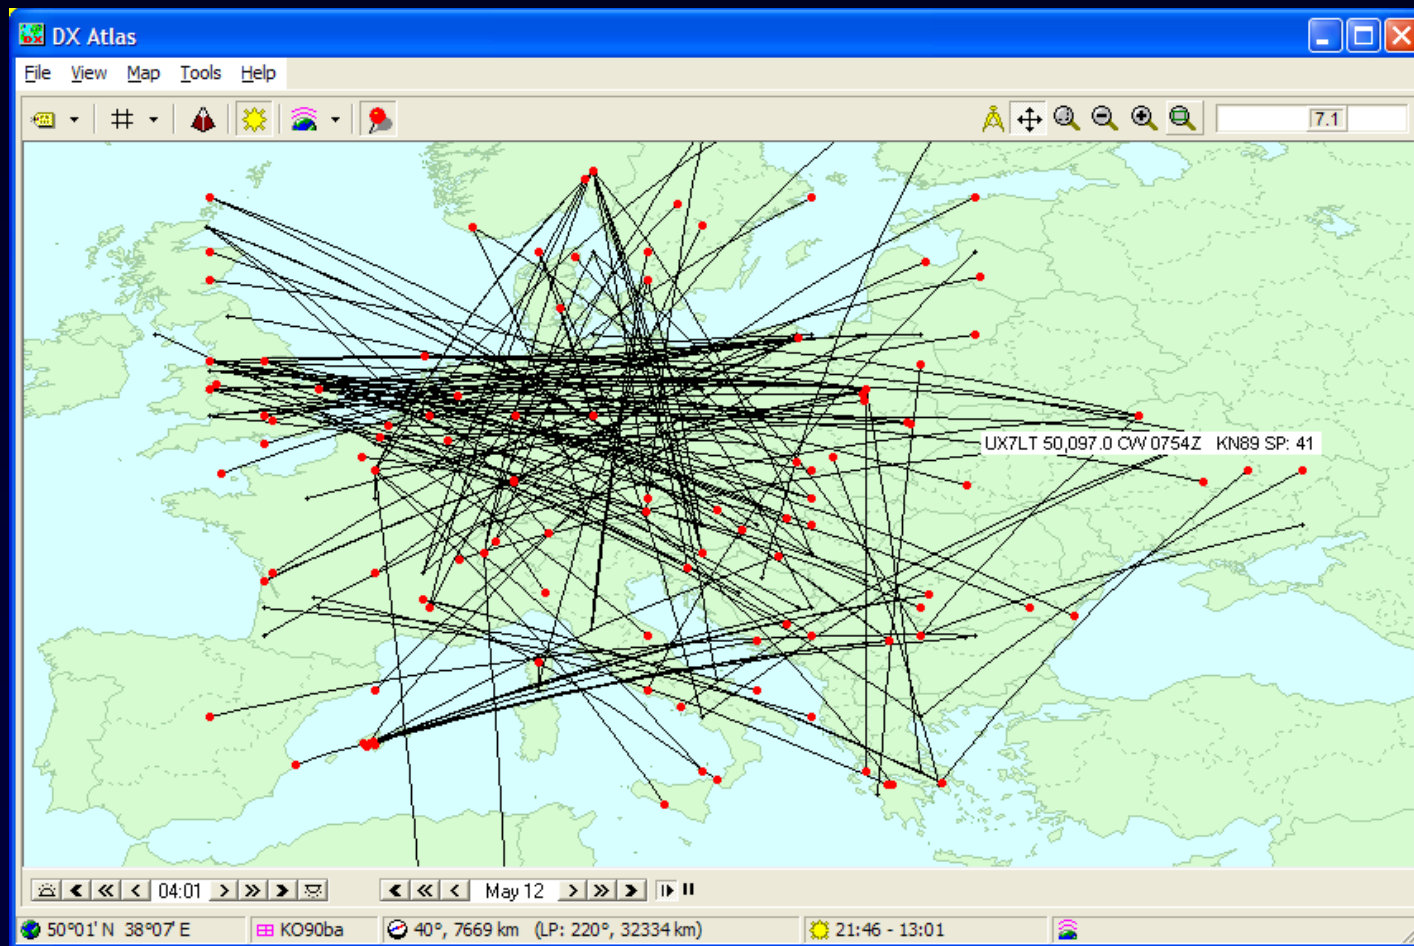 DX Atlas
File View Map Tools Help
7.1
UX7LT 50,097.0 CW 0754Z KN89 SP: 41
04:01 May 12
50°01' N 38°07' E KO90ba 40°, 7669 km (LP: 220°, 32334 km) 21:46 - 13:01